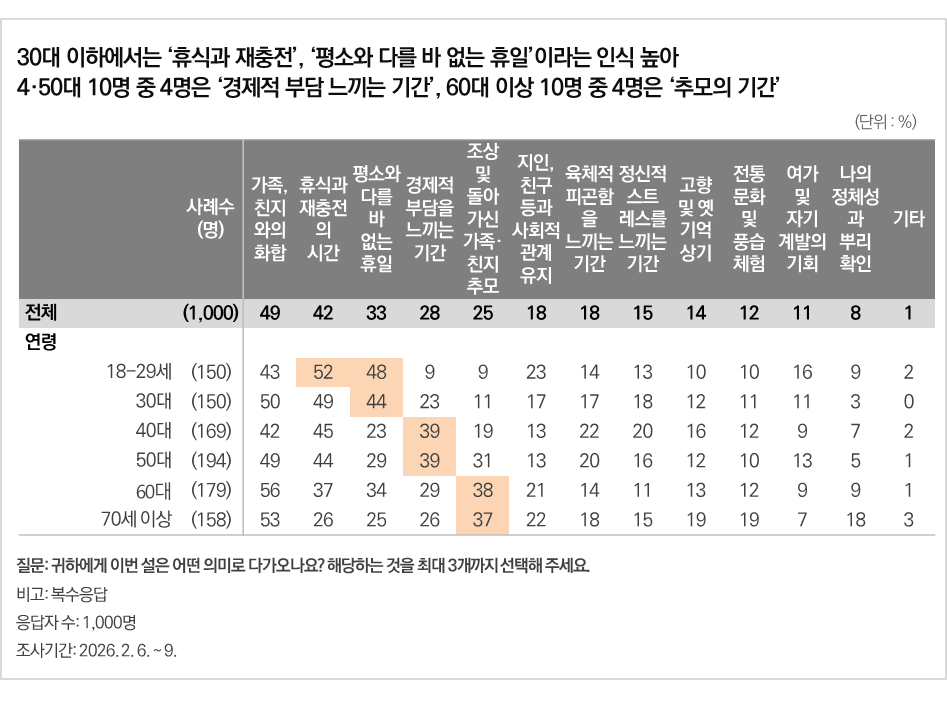 30대 이하에서는 ‘휴식과 재충전’, ‘평소와 다를 바 없는 휴일’이라는 인식 높아
4·50대 10명 중 4명은 ‘경제적 부담 느끼는 기간’, 60대 이상 10명 중 4명은 ‘추모의 기간’
(단위 : %)
사례수 (명) 가족, 친지와의 화합 휴식과 재충전의 시간 평소와 다를 바 없는 휴일 경제적 부담을 느끼는 기간 조상 및 돌아가신 가족·친지 추모 지인, 친구 등과 사회적 관계 유지 육체적 피곤함을 느끼는 기간 정신적 스트레스를 느끼는 기간 고향 및 옛 기억 상기 전통 문화 및 풍습 체험 여가 및 자기계발의 기회 나의 정체성과 뿌리 확인 기타
전체 (1,000) 49 42 33 28 25 18 18 15 14 12 11 8 1
연령
18-29세 (150) 43 52 48 9 9 23 14 13 10 10 16 9 2
30대 (150) 50 49 44 23 11 17 17 18 12 11 11 3 0
40대 (169) 42 45 23 39 19 13 22 20 16 12 9 7 2
50대 (194) 49 44 29 39 31 13 20 16 12 10 13 5 1
60대 (179) 56 37 34 29 38 21 14 11 13 12 9 9 1
70세 이상 (158) 53 26 25 26 37 22 18 15 19 19 7 18 3
질문: 귀하에게 이번 설은 어떤 의미로 다가오나요? 해당하는 것을 최대 3개까지 선택해 주세요.
비고: 복수응답
응답자 수: 1,000명
조사기간: 2026. 2. 6. ~ 9.